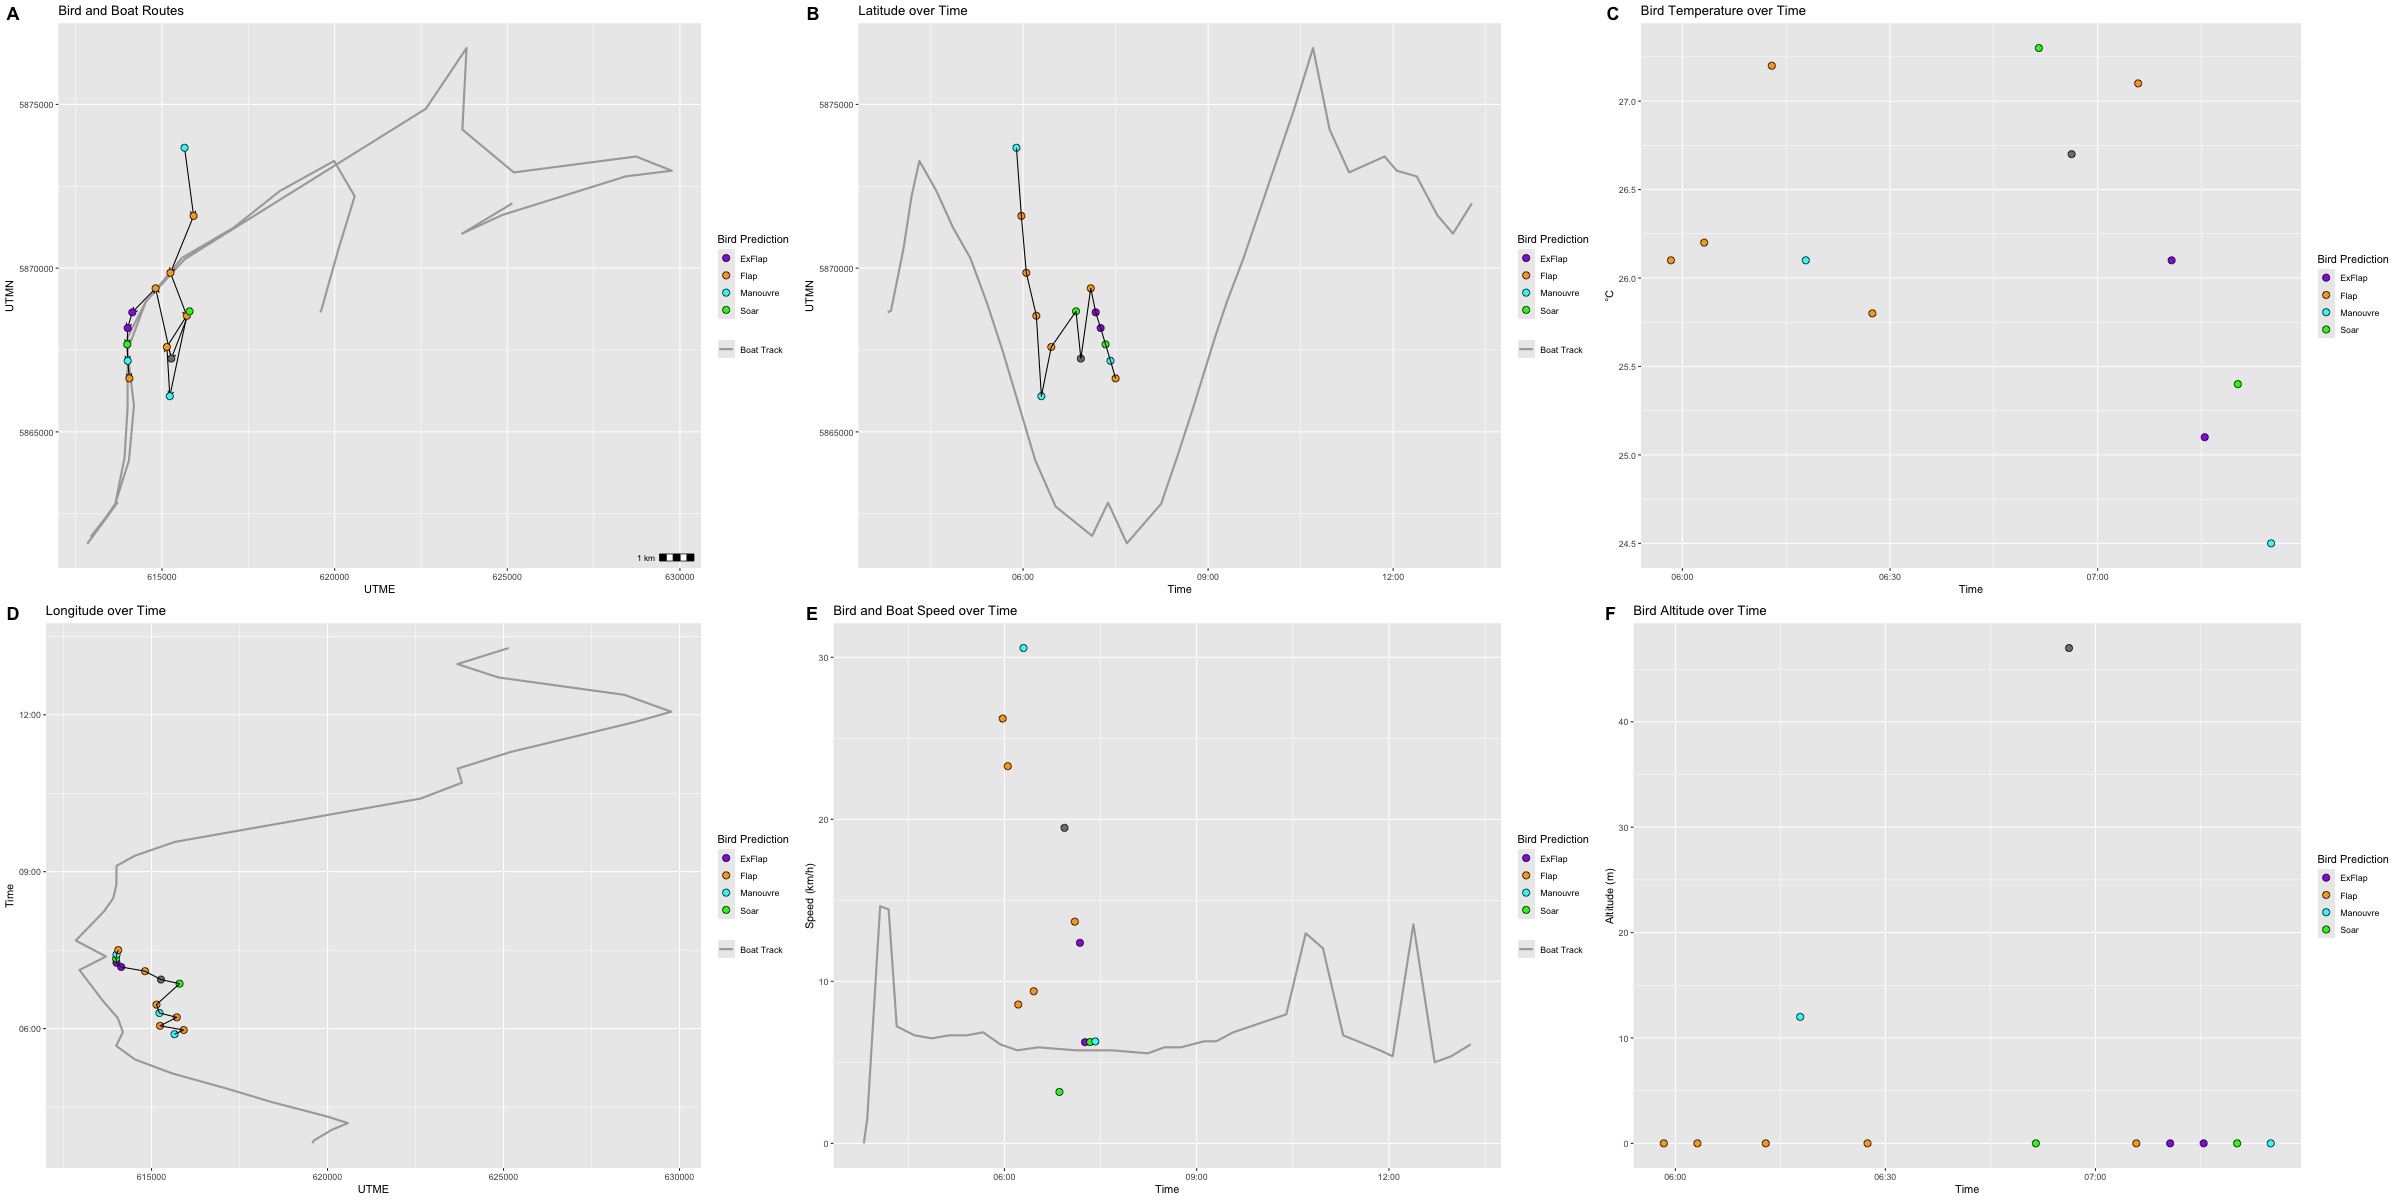 A Bird and Boat Routes
5875000
5870000
5865000
UTMN
615000 620000 625000 630000
UTME
1 km
Bird Prediction
ExFlap
Flap
Manouvre
Soar
Boat Track
B Latitude over Time
5875000
5870000
5865000
UTMN
06:00 09:00 12:00
Time
Bird Prediction
ExFlap
Flap
Manouvre
Soar
Boat Track
C Bird Temperature over Time
27.0
26.5
26.0
25.5
25.0
24.5
°C
06:00 06:30 07:00
Time
Bird Prediction
ExFlap
Flap
Manouvre
Soar
D Longitude over Time
12:00
09:00
06:00
Time
615000 620000 625000 630000
UTME
Bird Prediction
ExFlap
Flap
Manouvre
Soar
Boat Track
E Bird and Boat Speed over Time
30
20
10
0
Speed (km/h)
06:00 09:00 12:00
Time
Bird Prediction
ExFlap
Flap
Manouvre
Soar
Boat Track
F Bird Altitude over Time
40
30
20
10
0
Altitude (m)
06:00 06:30 07:00
Time
Bird Prediction
ExFlap
Flap
Manouvre
Soar